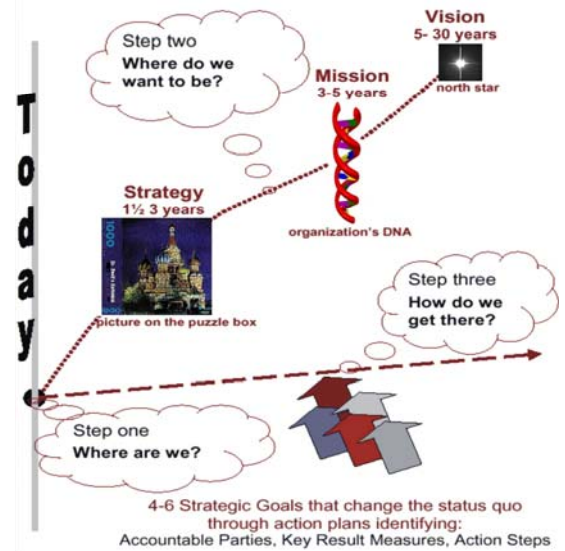 Vision
5- 30 years
north star
Step two
Where do we
want to be?
Mission
3-5 years
organization's DNA
Today
Strategy
1½ 3 years
1000
picture on the puzzle box
Step three
How do we
get there?
Step one
Where are we?
4-6 Strategic Goals that change the status quo
through action plans identifying:
Accountable Parties, Key Result Measures, Action Steps